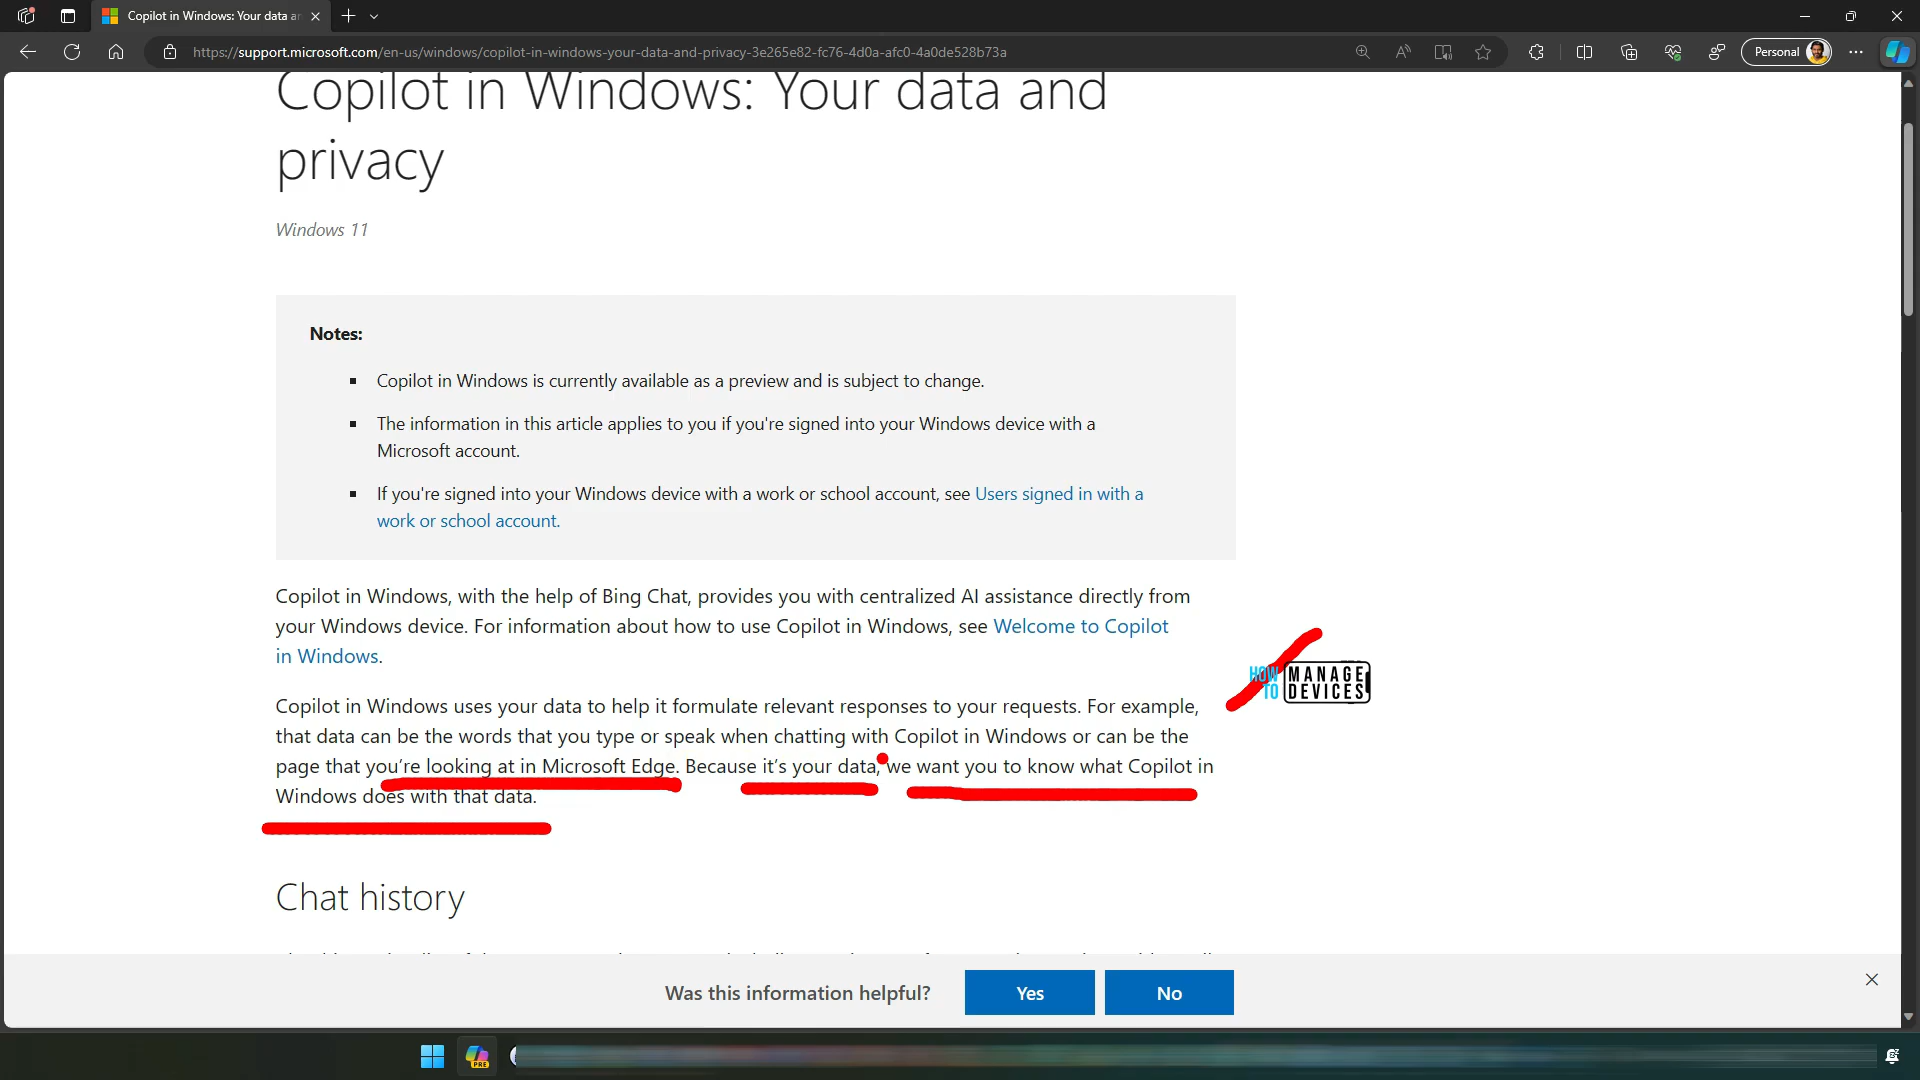 Copilot in Windows: Your data a
https://support.microsoft.com/en-us/windows/copilot-in-windows-your-data-and-privacy-3e265e82-fc76-4d0a-afc0-4a0de528b73a
Personal
Copilot in Windows: Your data and
privacy
Windows 11
Notes:
Copilot in Windows is currently available as a preview and is subject to change.
The information in this article applies to you if you're signed into your Windows device with a
Microsoft account.
If you're signed into your Windows device with a work or school account, see Users signed in with a
work or school account.
Copilot in Windows, with the help of Bing Chat, provides you with centralized AI assistance directly from
your Windows device. For information about how to use Copilot in Windows, see Welcome to Copilot
in Windows.
HOW TO MANAGE DEVICES
Copilot in Windows uses your data to help it formulate relevant responses to your requests. For example,
that data can be the words that you type or speak when chatting with Copilot in Windows or can be the
page that you're looking at in Microsoft Edge. Because it's your data, we want you to know what Copilot in
Windows does with that data.
Chat history
Was this information helpful?
Yes
No
PRE